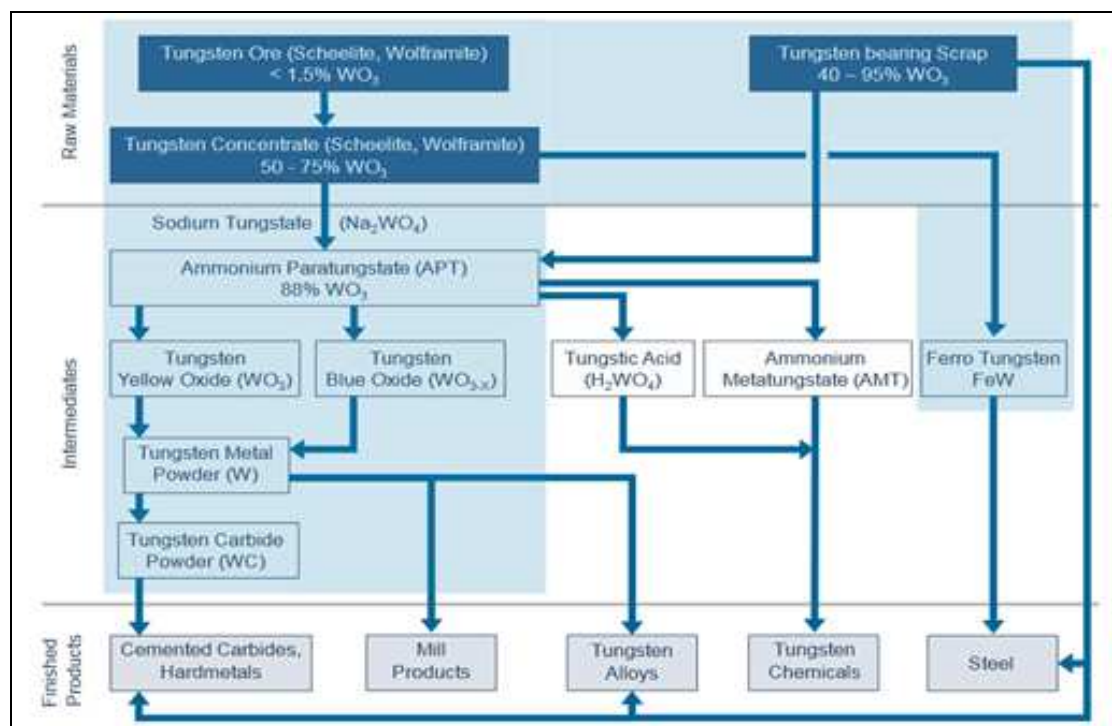 Raw Materials
Tungsten Ore (Scheelite, Wolframite)
< 1.5% WO₃
Tungsten bearing Scrap
40 – 95% WO₃
Tungsten Concentrate (Scheelite, Wolframite)
50 - 75% WO₃
Intermediates
Sodium Tungstate (Na₂WO₄)
Ammonium Paratungstate (APT)
88% WO₃
Tungsten
Yellow Oxide (WO₃)
Tungsten
Blue Oxide (WO₃₋ₓ)
Tungstic Acid
(H₂WO₄)
Ammonium
Metatungstate (AMT)
Ferro Tungsten
FeW
Tungsten Metal
Powder (W)
Tungsten Carbide
Powder (WC)
Finished
Products
Cemented Carbides,
Hardmetals
Mill
Products
Tungsten
Alloys
Tungsten
Chemicals
Steel